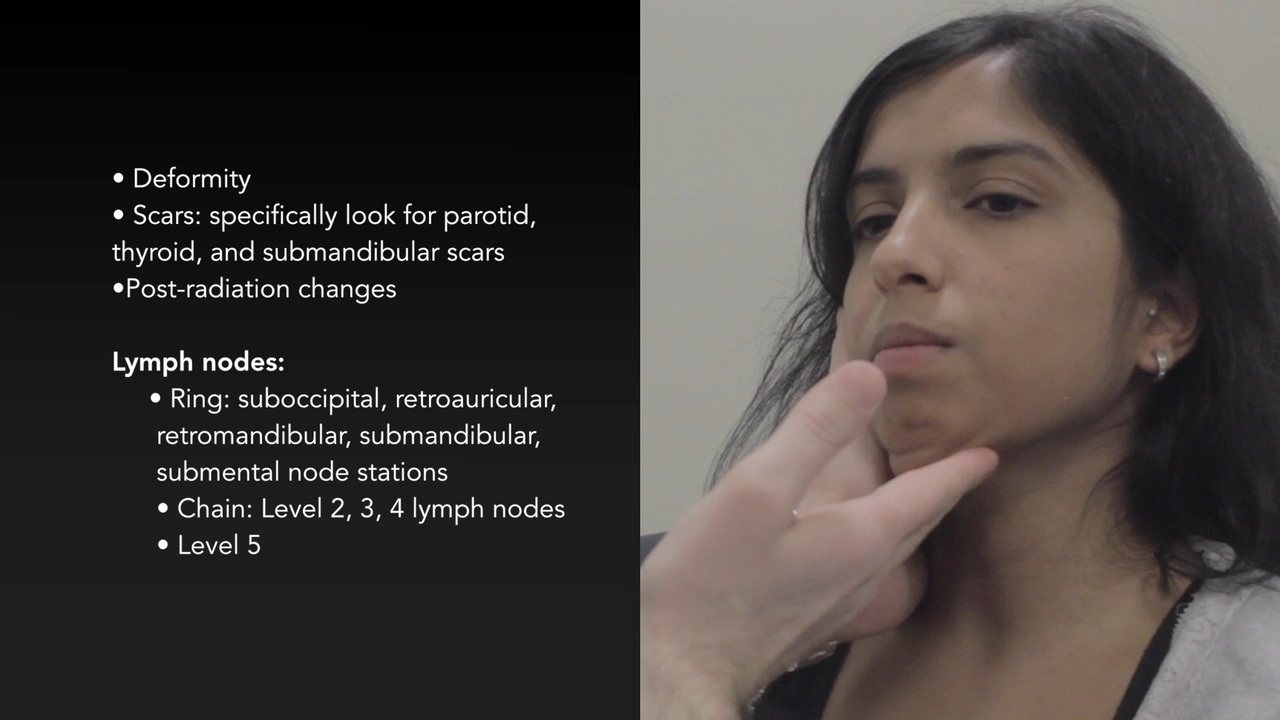 • Deformity
• Scars: specifically look for parotid,
thyroid, and submandibular scars
•Post-radiation changes
Lymph nodes:
• Ring: suboccipital, retroauricular,
retromandibular, submandibular,
submental node stations
• Chain: Level 2, 3, 4 lymph nodes
• Level 5